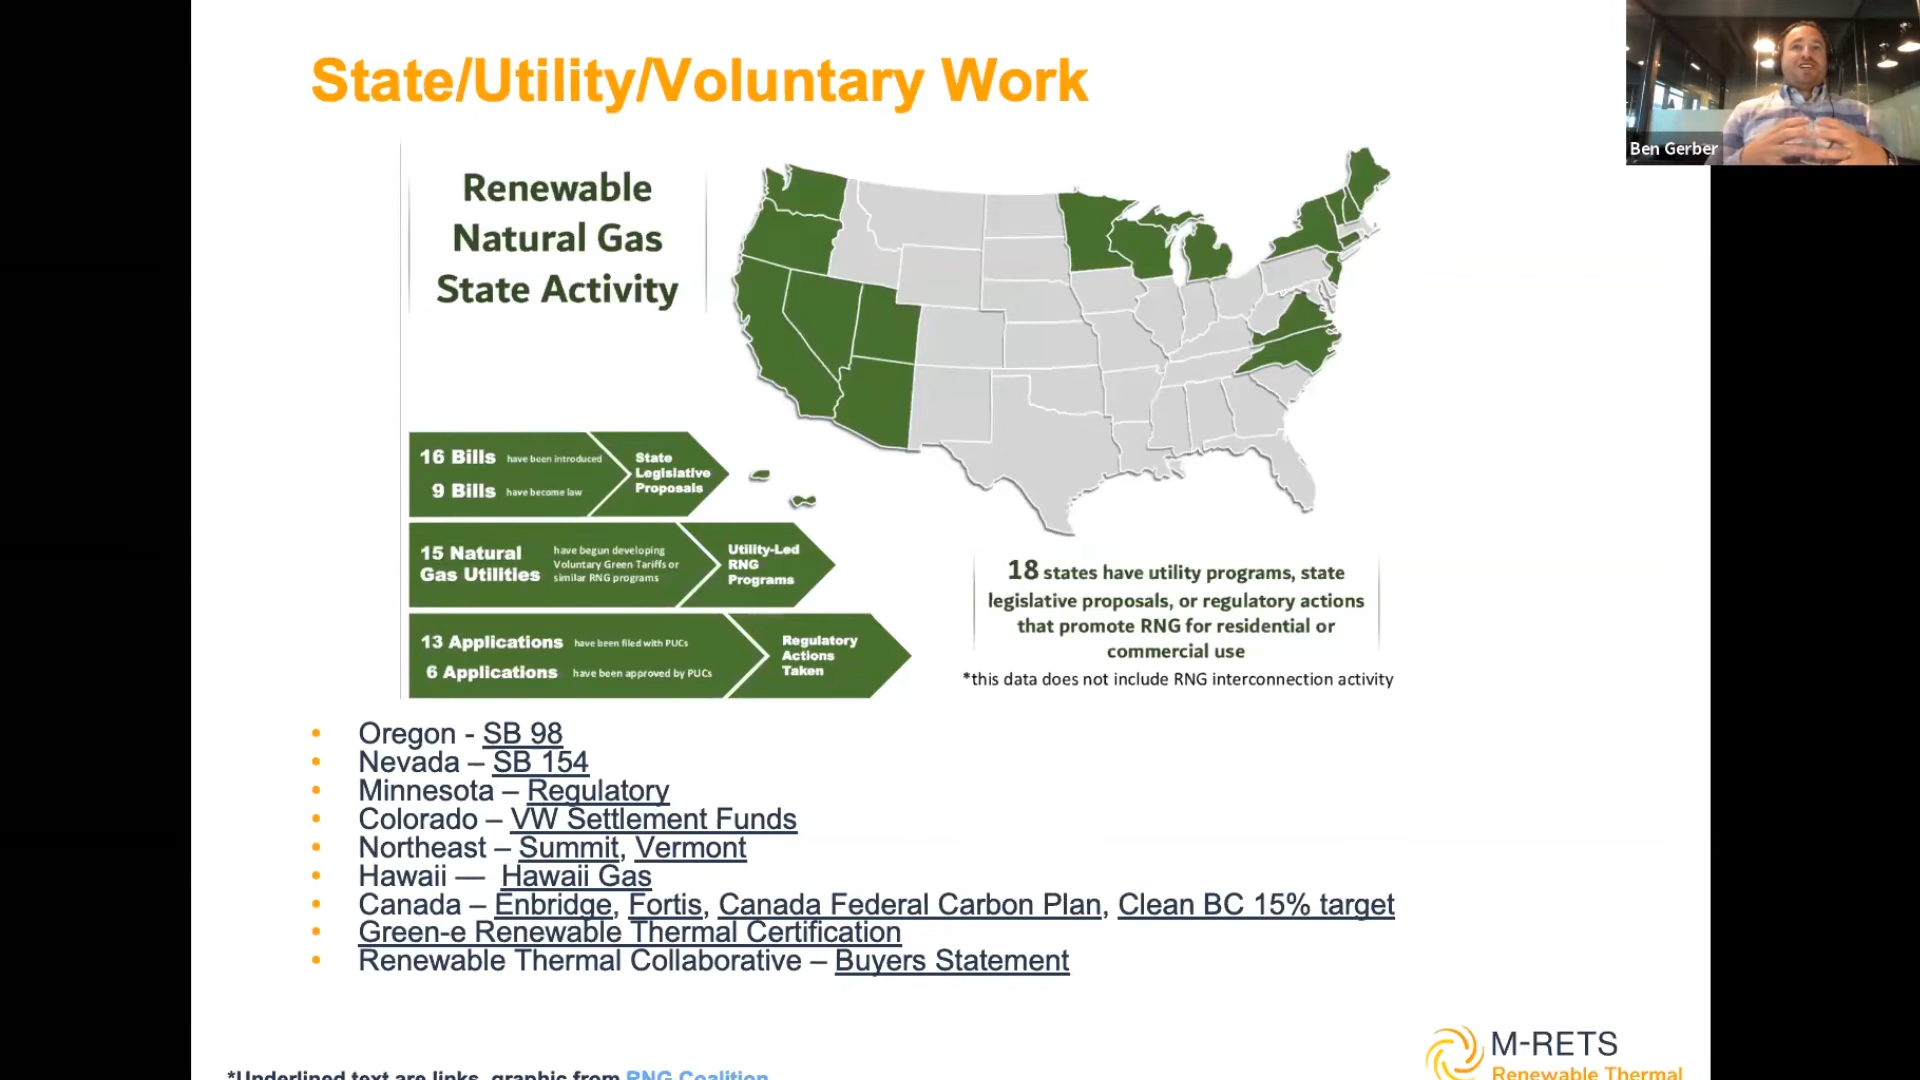 State/Utility/Voluntary Work
Ben Gerber
Renewable
Natural Gas
State Activity
16 Bills have been introduced
9 Bills have become law
State
Legislative
Proposals
15 Natural
Gas Utilities
have begun developing
Voluntary Green Tariffs or
similar RNG programs
Utility-Led
RNG
Programs
13 Applications have been filed with PUCs
6 Applications have been approved by PUCs
Regulatory
Actions
Taken
18 states have utility programs, state
legislative proposals, or regulatory actions
that promote RNG for residential or
commercial use
*this data does not include RNG interconnection activity
• Oregon - SB 98
• Nevada – SB 154
• Minnesota – Regulatory
• Colorado – VW Settlement Funds
• Northeast – Summit, Vermont
• Hawaii — Hawaii Gas
• Canada – Enbridge, Fortis, Canada Federal Carbon Plan, Clean BC 15% target
• Green-e Renewable Thermal Certification
• Renewable Thermal Collaborative – Buyers Statement
M-RETS
Renewable Thermal
*Underlined text are links, graphic from RNG Coalition